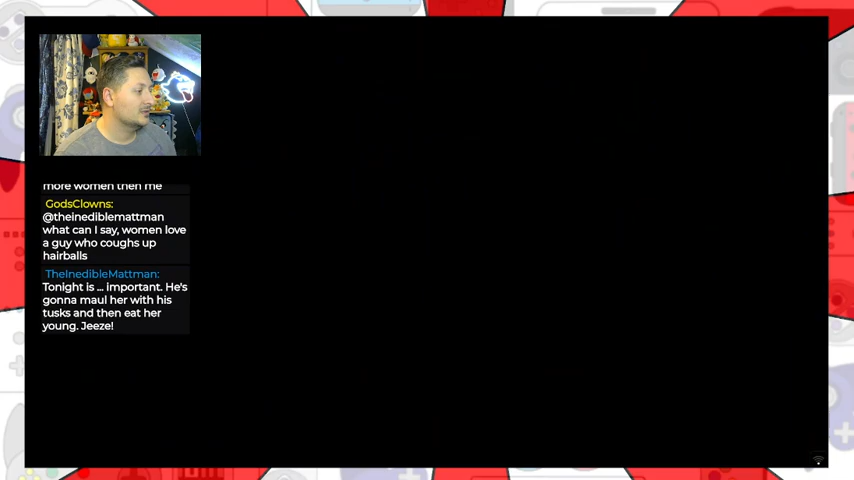 more women then me
GodsClowns:
@theinediblemattman
what can I say, women love
a guy who coughs up
hairballs
TheInedibleMattman:
Tonight is ... important. He's
gonna maul her with his
tusks and then eat her
young. Jeeze!